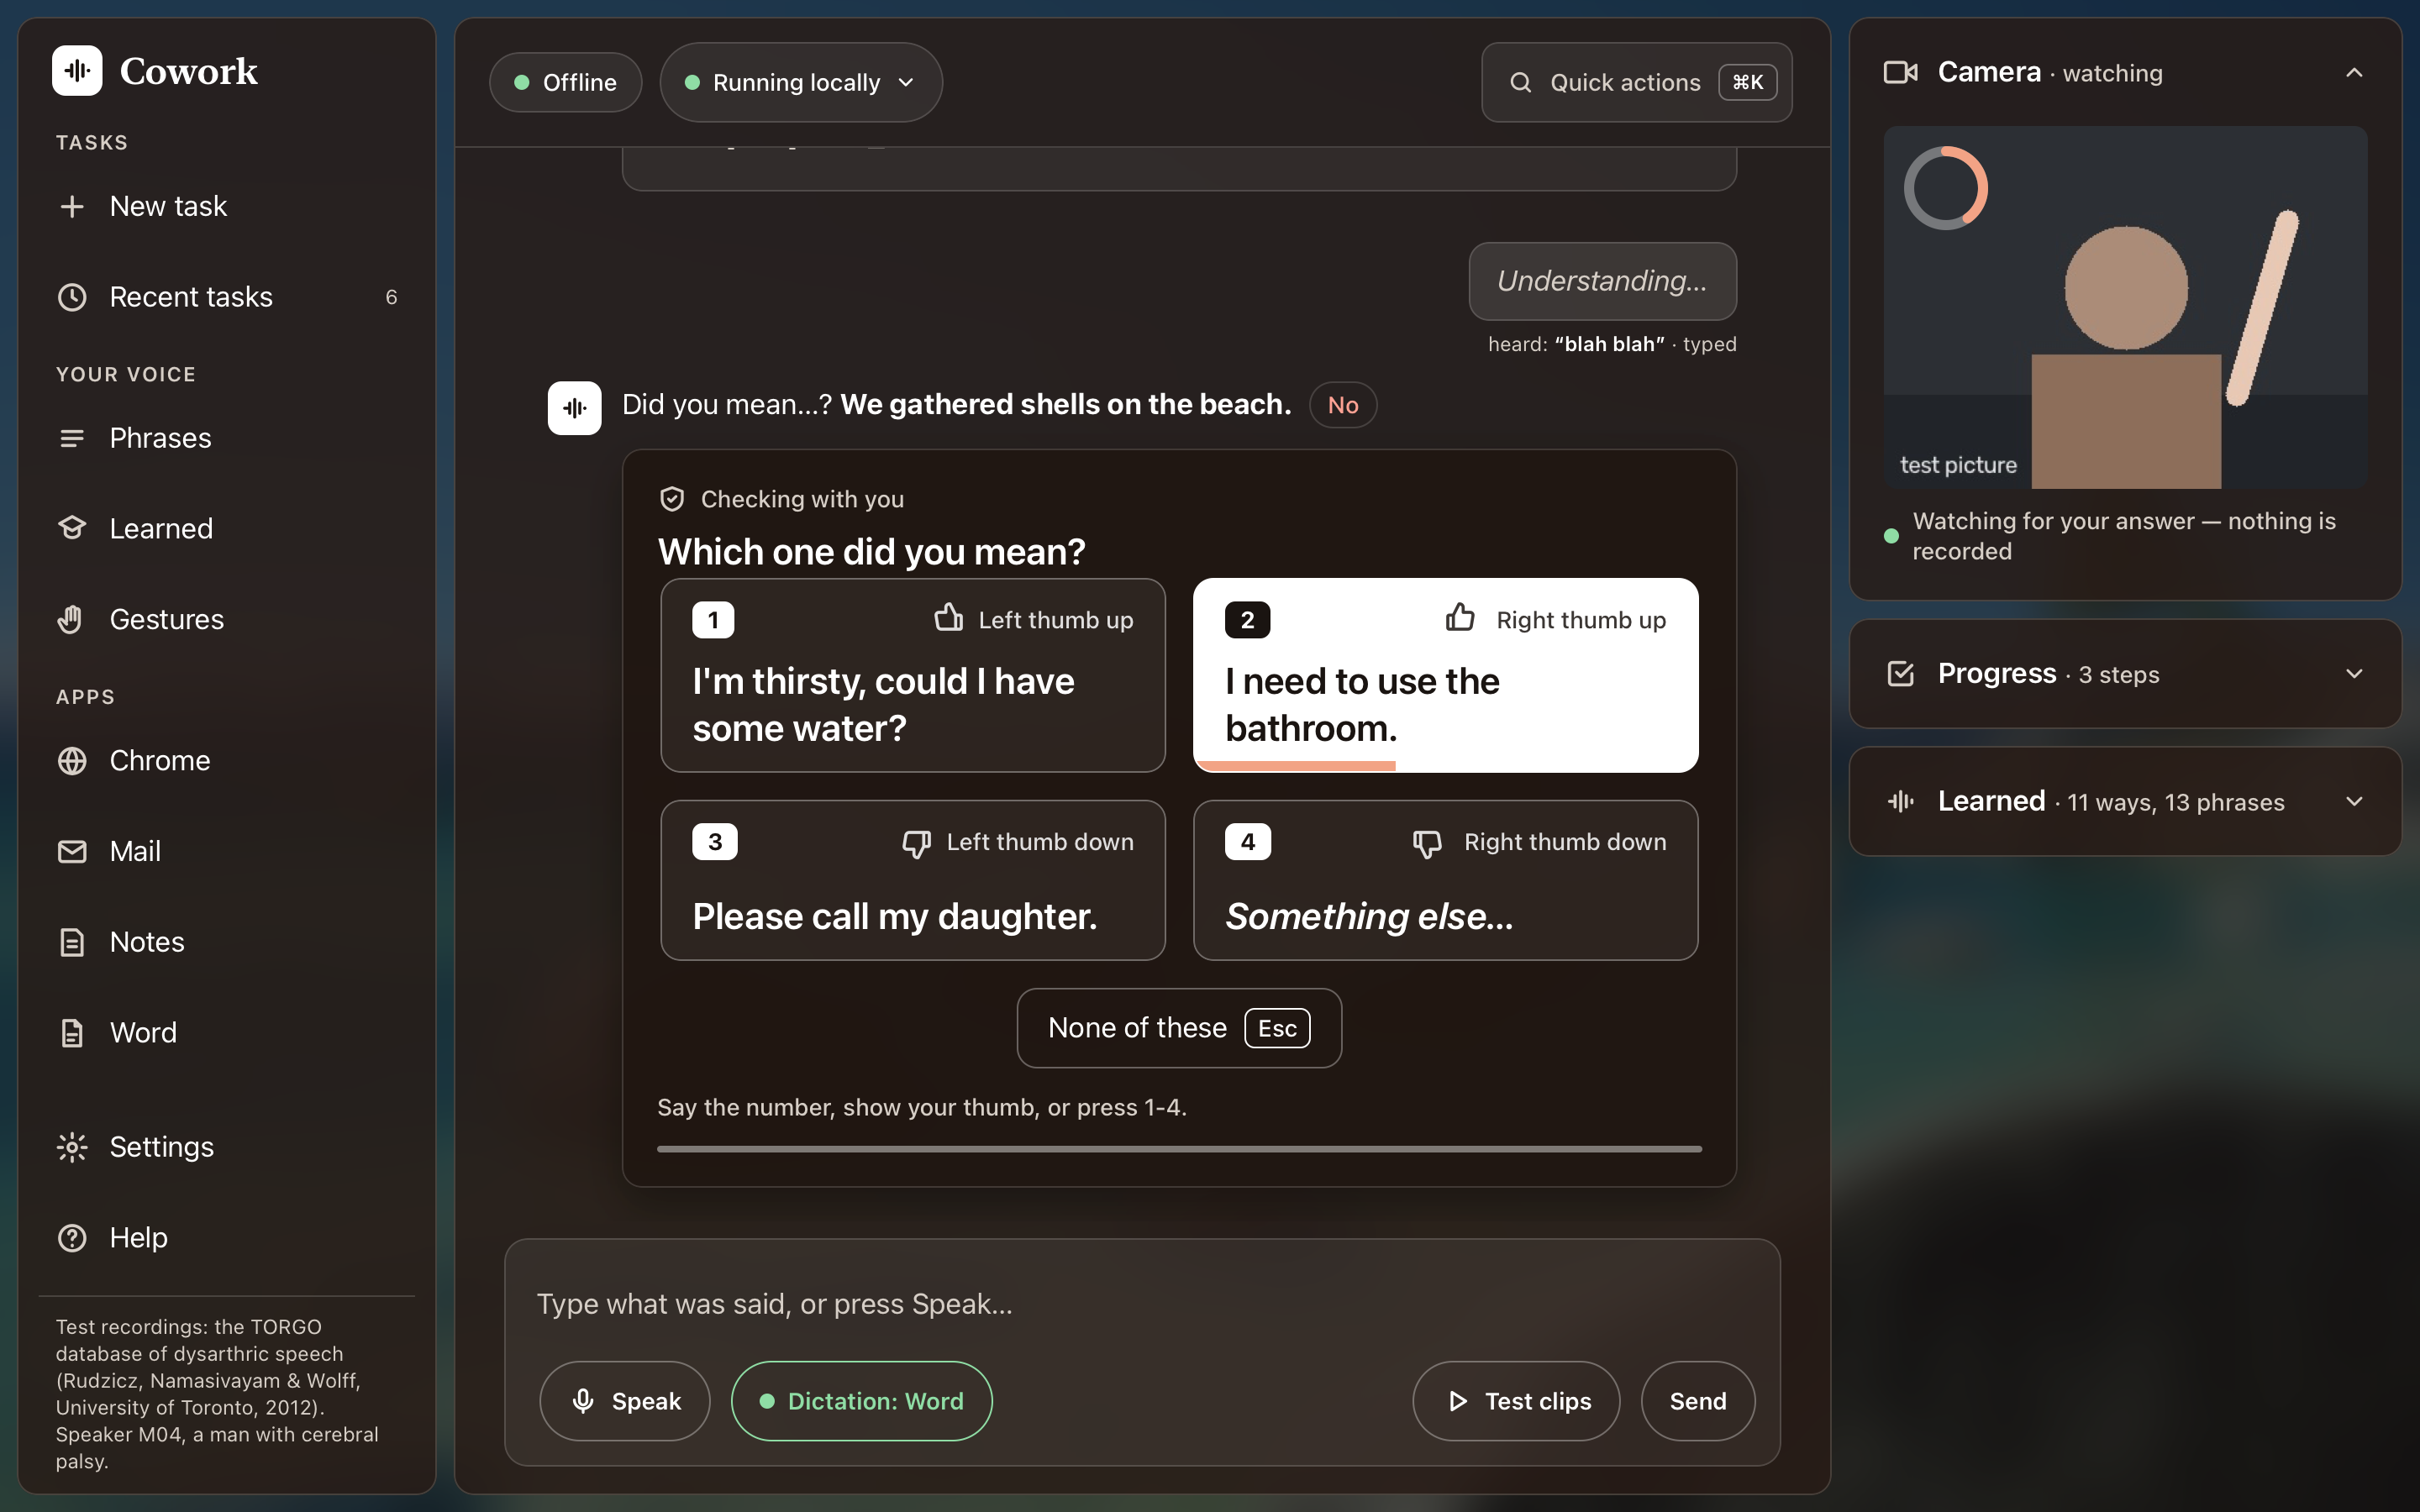 Cowork
TASKS
New task
Recent tasks 6
YOUR VOICE
Phrases
Learned
Gestures
APPS
Chrome
Mail
Notes
Word
Settings
Help
Test recordings: the TORGO
database of dysarthric speech
(Rudzicz, Namasivayam & Wolff,
University of Toronto, 2012).
Speaker M04, a man with cerebral
palsy.
Offline
Running locally
Quick actions ⌘K
Understanding…
heard: “blah blah” · typed
Did you mean…? We gathered shells on the beach. No
Checking with you
Which one did you mean?
1 Left thumb up
I'm thirsty, could I have
some water?
2 Right thumb up
I need to use the
bathroom.
3 Left thumb down
Please call my daughter.
4 Right thumb down
Something else…
None of these Esc
Say the number, show your thumb, or press 1-4.
Type what was said, or press Speak…
Speak
Dictation: Word
Test clips
Send
Camera · watching
test picture
Watching for your answer — nothing is
recorded
Progress · 3 steps
Learned · 11 ways, 13 phrases